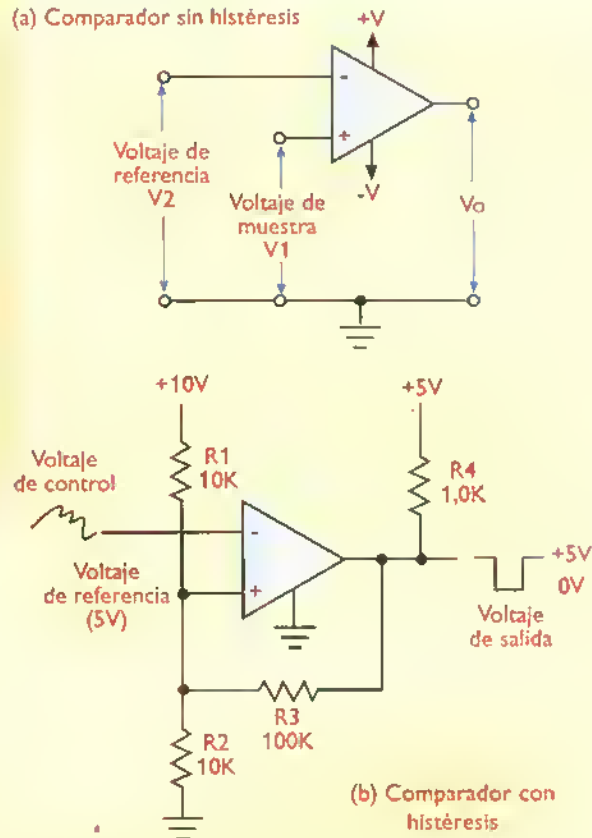 (a) Comparador sin histéresis
+V
-
+
-V
Voltaje de
referencia
V2
Voltaje de
muestra
V1
Vo
+10V
+5V
R1
10K
R4
1,0K
Voltaje
de control
-
+
Voltaje
de referencia
(5V)
+5V
0V
Voltaje
de salida
R3
100K
R2
10K
(b) Comparador con
histéresis